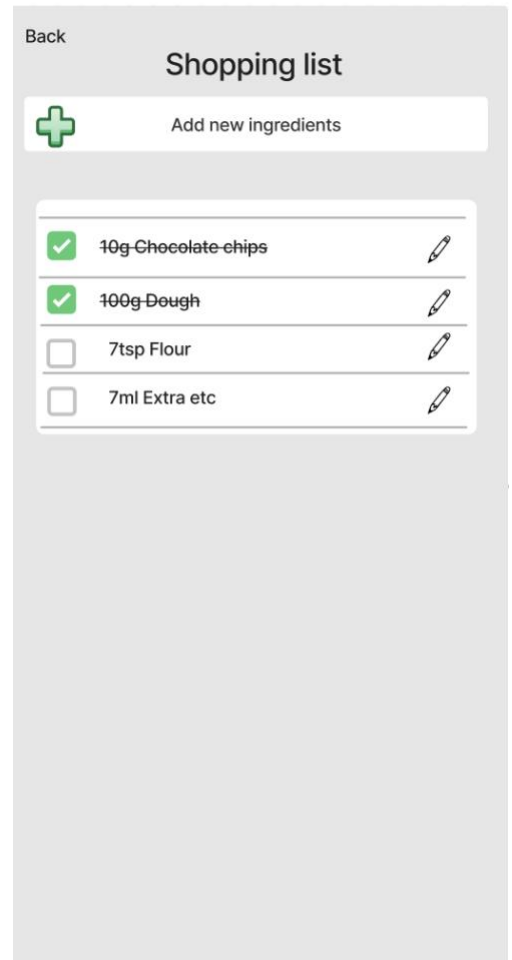 Back
Shopping list
Add new ingredients
10g Chocolate chips
100g Dough
7tsp Flour
7ml Extra etc